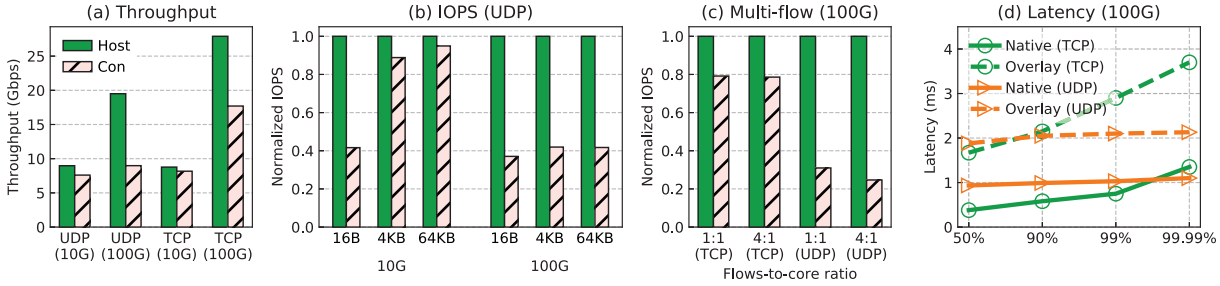 (a) Throughput
Throughput (Gbps)
25
20
15
10
5
0
Host
Con
UDP
(10G)
UDP
(100G)
TCP
(10G)
TCP
(100G)
(b) IOPS (UDP)
Normalized IOPS
1.0
0.8
0.6
0.4
0.2
0.0
16B 4KB 64KB 16B 4KB 64KB
10G 100G
(c) Multi-flow (100G)
Normalized IOPS
1.0
0.8
0.6
0.4
0.2
0.0
1:1
(TCP)
4:1
(TCP)
1:1
(UDP)
4:1
(UDP)
Flows-to-core ratio
(d) Latency (100G)
Latency (ms)
4
3
2
1
0
Native (TCP)
Overlay (TCP)
Native (UDP)
Overlay (UDP)
50% 90% 99% 99.99%